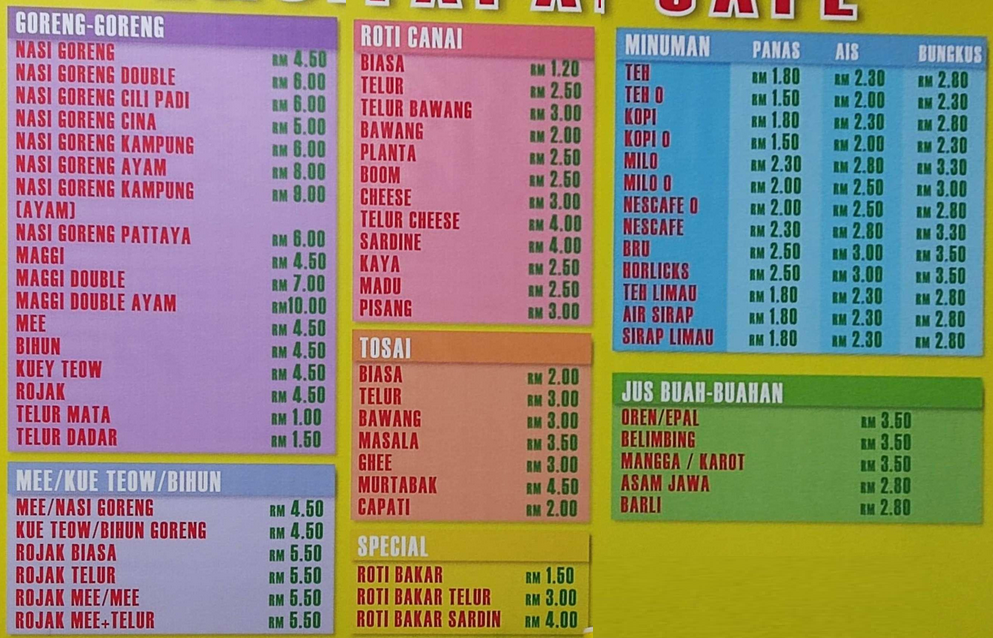 CAFE
GORENG-GORENG
NASI GORENG RM 4.50
NASI GORENG DOUBLE RM 6.00
NASI GORENG CILI PADI RM 6.00
NASI GORENG CINA RM 5.00
NASI GORENG KAMPUNG RM 6.00
NASI GORENG AYAM RM 8.00
NASI GORENG KAMPUNG RM 8.00
(AYAM)
NASI GORENG PATTAYA RM 6.00
MAGGI RM 4.50
MAGGI DOUBLE RM 7.00
MAGGI DOUBLE AYAM RM10.00
MEE RM 4.50
BIHUN RM 4.50
KUEY TEOW RM 4.50
ROJAK RM 4.50
TELUR MATA RM 1.00
TELUR DADAR RM 1.50
MEE/KUE TEOW/BIHUN
MEE/NASI GORENG RM 4.50
KUE TEOW/BIHUN GORENG RM 4.50
ROJAK BIASA RM 5.50
ROJAK TELUR RM 5.50
ROJAK MEE/MEE RM 5.50
ROJAK MEE+TELUR RM 5.50
ROTI CANAI
BIASA RM 1.20
TELUR RM 2.50
TELUR BAWANG RM 3.00
BAWANG RM 2.00
PLANTA RM 2.50
BOOM RM 2.50
CHEESE RM 3.00
TELUR CHEESE RM 4.00
SARDINE RM 4.00
KAYA RM 2.50
MADU RM 2.50
PISANG RM 3.00
TOSAI
BIASA RM 2.00
TELUR RM 3.00
BAWANG RM 3.00
MASALA RM 3.50
GHEE RM 3.00
MURTABAK RM 4.50
CAPATI RM 2.00
SPECIAL
ROTI BAKAR RM 1.50
ROTI BAKAR TELUR RM 3.00
ROTI BAKAR SARDIN RM 4.00
MINUMAN PANAS AIS BUNGKUS
TEH RM 1.80 RM 2.30 RM 2.80
TEH O RM 1.50 RM 2.00 RM 2.30
KOPI RM 1.80 RM 2.30 RM 2.80
KOPI O RM 1.50 RM 2.00 RM 2.30
MILO RM 2.30 RM 2.80 RM 3.30
MILO O RM 2.00 RM 2.50 RM 3.00
NESCAFE O RM 2.00 RM 2.50 RM 2.80
NESCAFE RM 2.30 RM 2.80 RM 3.30
BRU RM 2.50 RM 3.00 RM 3.50
HORLICKS RM 2.50 RM 3.00 RM 3.50
TEH LIMAU RM 1.80 RM 2.30 RM 2.80
AIR SIRAP RM 1.80 RM 2.30 RM 2.80
SIRAP LIMAU RM 1.80 RM 2.30 RM 2.80
JUS BUAH-BUAHAN
OREN/EPAL RM 3.50
BELIMBING RM 3.50
MANGGA / KAROT RM 3.50
ASAM JAWA RM 2.80
BARLI RM 2.80